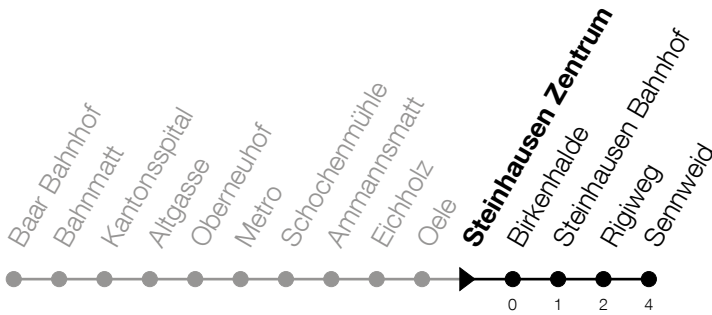 Baar Bahnhof
Bahnmatt
Kantonsspital
Altgasse
Oberneuhof
Metro
Schochenmühle
Ammannsmatt
Eichholz
Oele
Steinhausen Zentrum
Birkenhalde
Steinhausen Bahnhof
Rigiweg
Sennweid
0 1 2 4